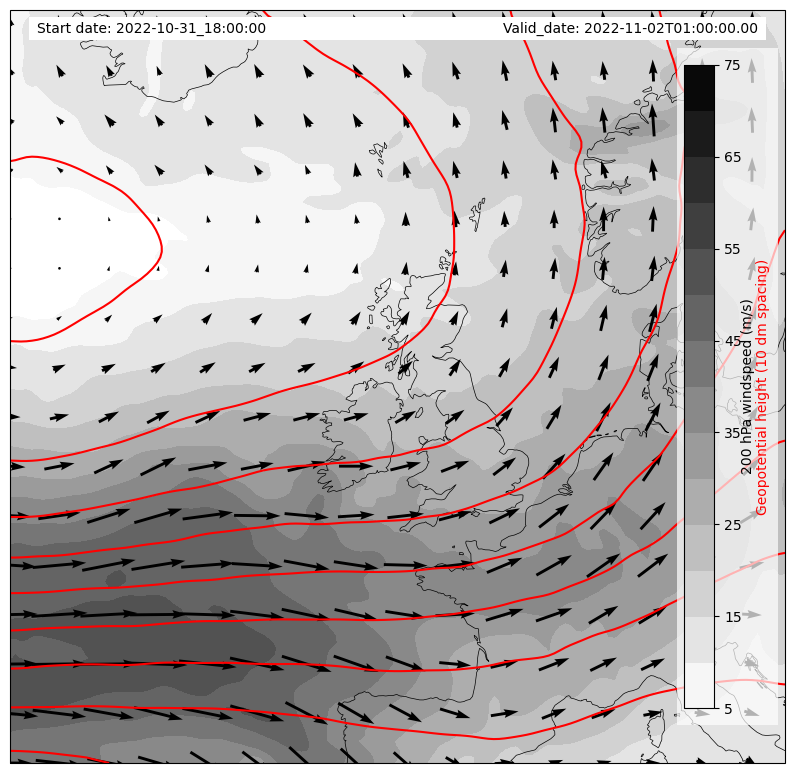 Start date: 2022-10-31_18:00:00
Valid_date: 2022-11-02T01:00:00.00
75
65
55
45
35
25
15
5
200 hPa windspeed (m/s)
Geopotential height (10 dm spacing)